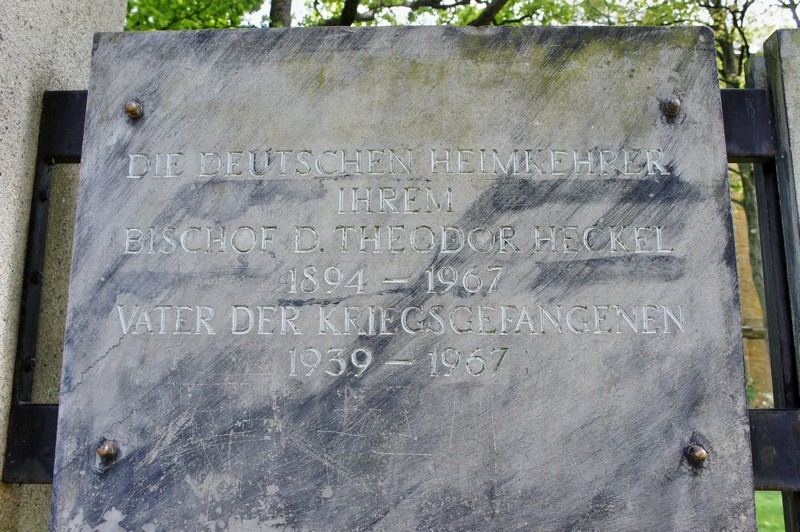 DIE DEUTSCHEN HEIMKEHRER
IHREM
BISCHOF D. THEODOR HECKEL
1894 – 1967
VATER DER KRIEGSGEFANGENEN
1939 – 1967